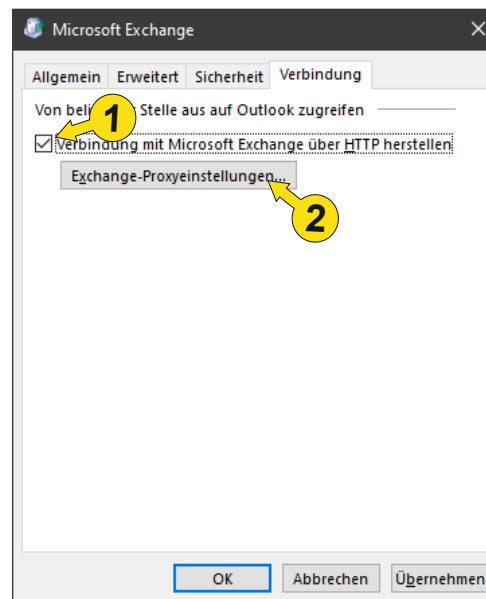 Microsoft Exchange
Allgemein Erweitert Sicherheit Verbindung
Von Stelle aus auf Outlook zugreifen
1
Verbindung mit Microsoft Exchange über HTTP herstellen
Exchange-Proxyeinstellungen...
2
OK Abbrechen Übernehmen